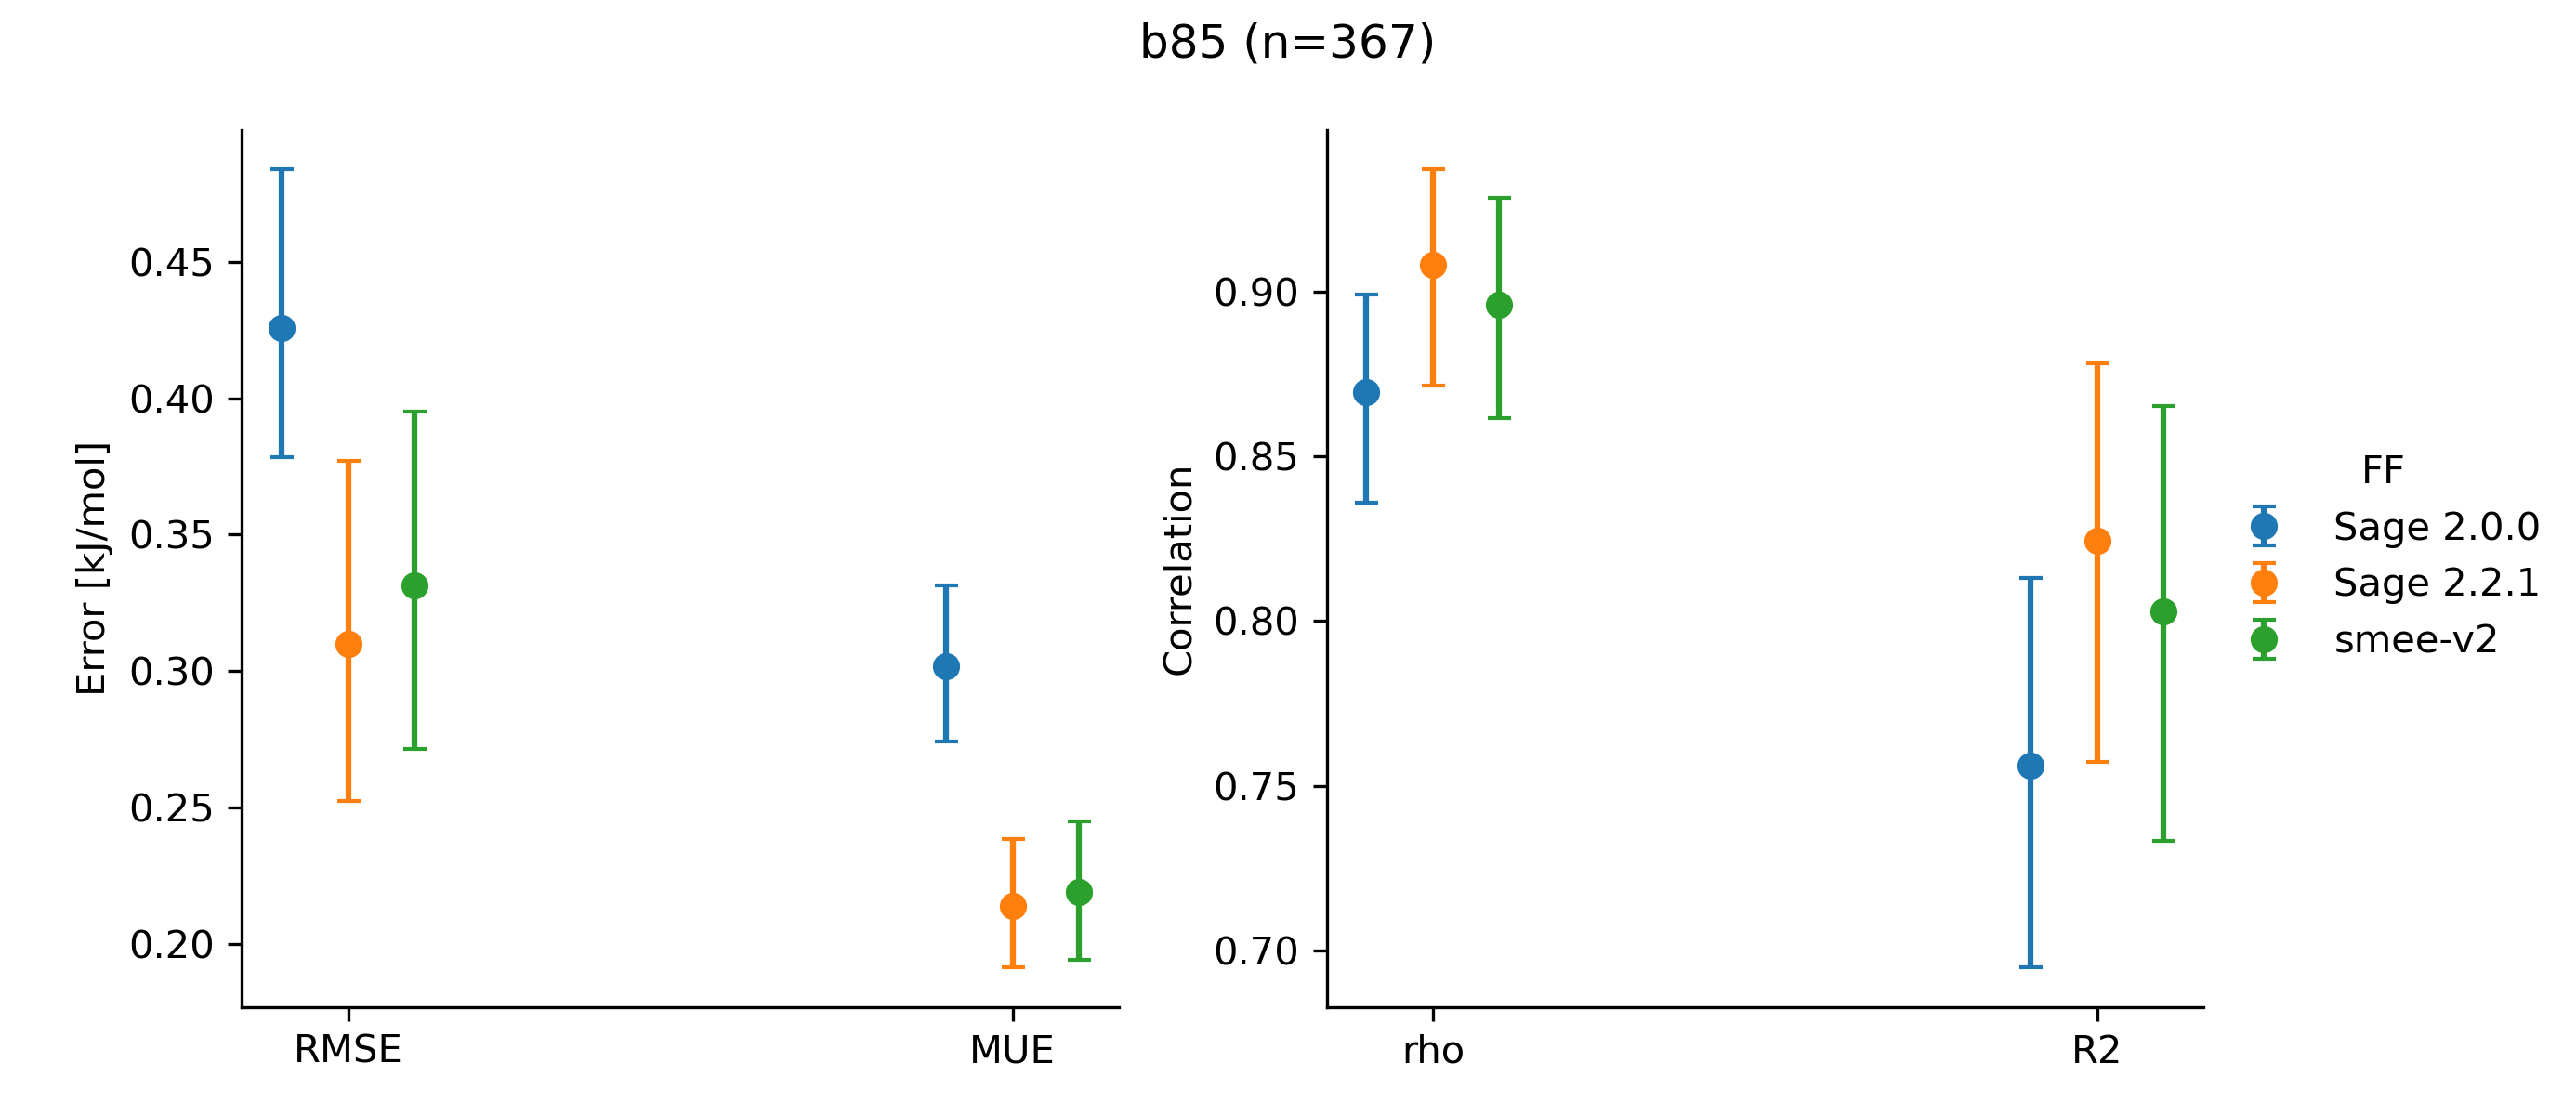 b85 (n=367)
Error [kJ/mol]
0.45
0.40
0.35
0.30
0.25
0.20
RMSE
MUE
Correlation
0.90
0.85
0.80
0.75
0.70
rho
R2
FF
Sage 2.0.0
Sage 2.2.1
smee-v2